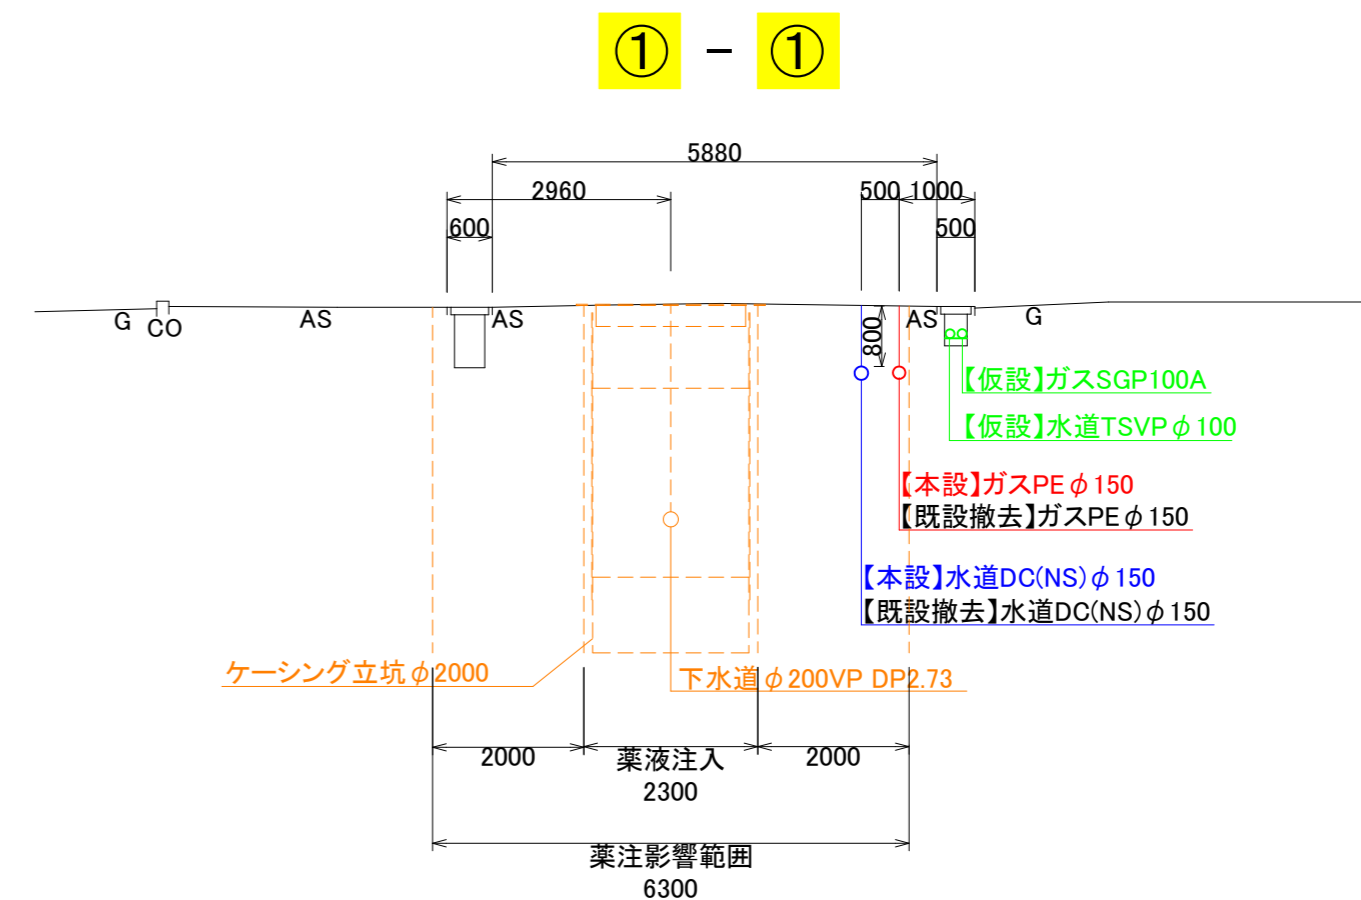 ① - ①
5880
2960
500 1000
600
500
G
CO
AS
AS
800
AS
G
【仮設】ガスSGP100A
【仮設】水道TSVPφ100
【本設】ガスPEφ150
【既設撤去】ガスPEφ150
【本設】水道DC(NS)φ150
【既設撤去】水道DC(NS)φ150
ケーシング立坑φ2000
下水道φ200VP DP2.73
2000
薬液注入
2000
2300
薬注影響範囲
6300